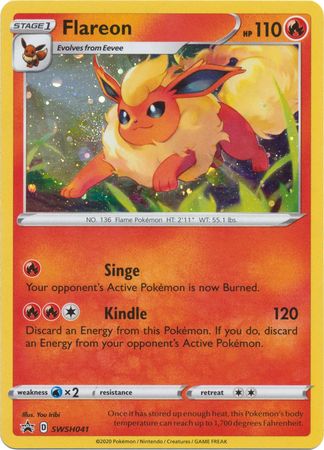 STAGE 1
Flareon
HP 110
Evolves from Eevee
NO. 136 Flame Pokémon HT: 2'11" WT: 55.1 lbs.
Singe
Your opponent's Active Pokémon is now Burned.
Kindle 120
Discard an Energy from this Pokémon. If you do, discard
an Energy from your opponent's Active Pokémon.
weakness ×2 resistance retreat
Illus. You Iribi
Once it has stored up enough heat, this Pokémon's body
temperature can reach up to 1,700 degrees Fahrenheit.
D SWSH041
©2020 Pokémon / Nintendo / Creatures / GAME FREAK